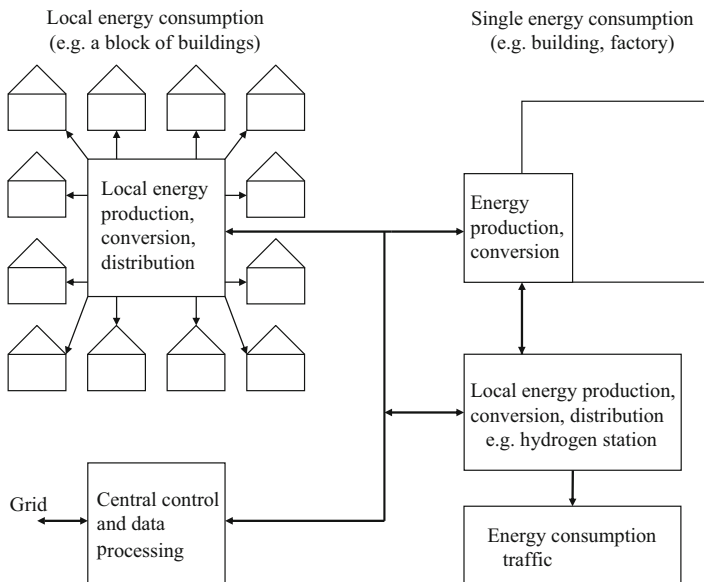 Local energy consumption
(e.g. a block of buildings)
Single energy consumption
(e.g. building, factory)
Local energy
production,
conversion,
distribution
Energy
production,
conversion
Local energy production,
conversion, distribution
e.g. hydrogen station
Grid
Central control
and data
processing
Energy consumption
traffic